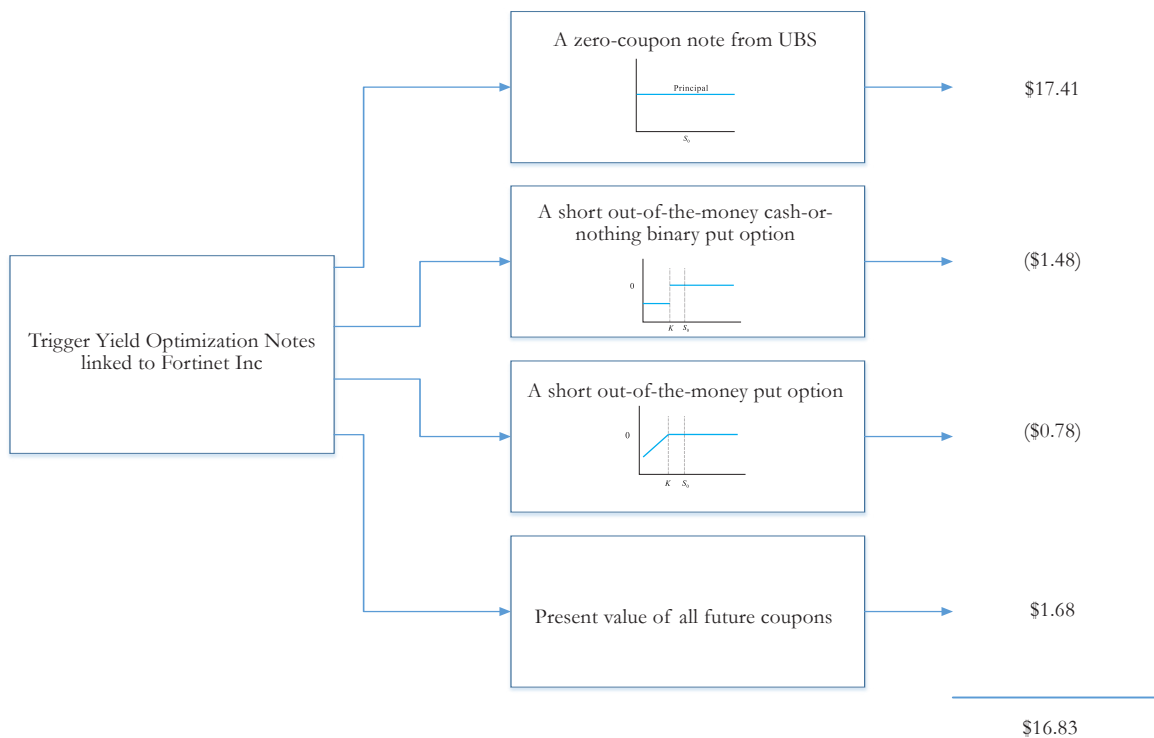 Trigger Yield Optimization Notes
linked to Fortinet Inc
A zero-coupon note from UBS
Principal
S₀
$17.41
A short out-of-the-money cash-or-
nothing binary put option
0
K S₀
($1.48)
A short out-of-the-money put option
0
K S₀
($0.78)
Present value of all future coupons
$1.68
$16.83